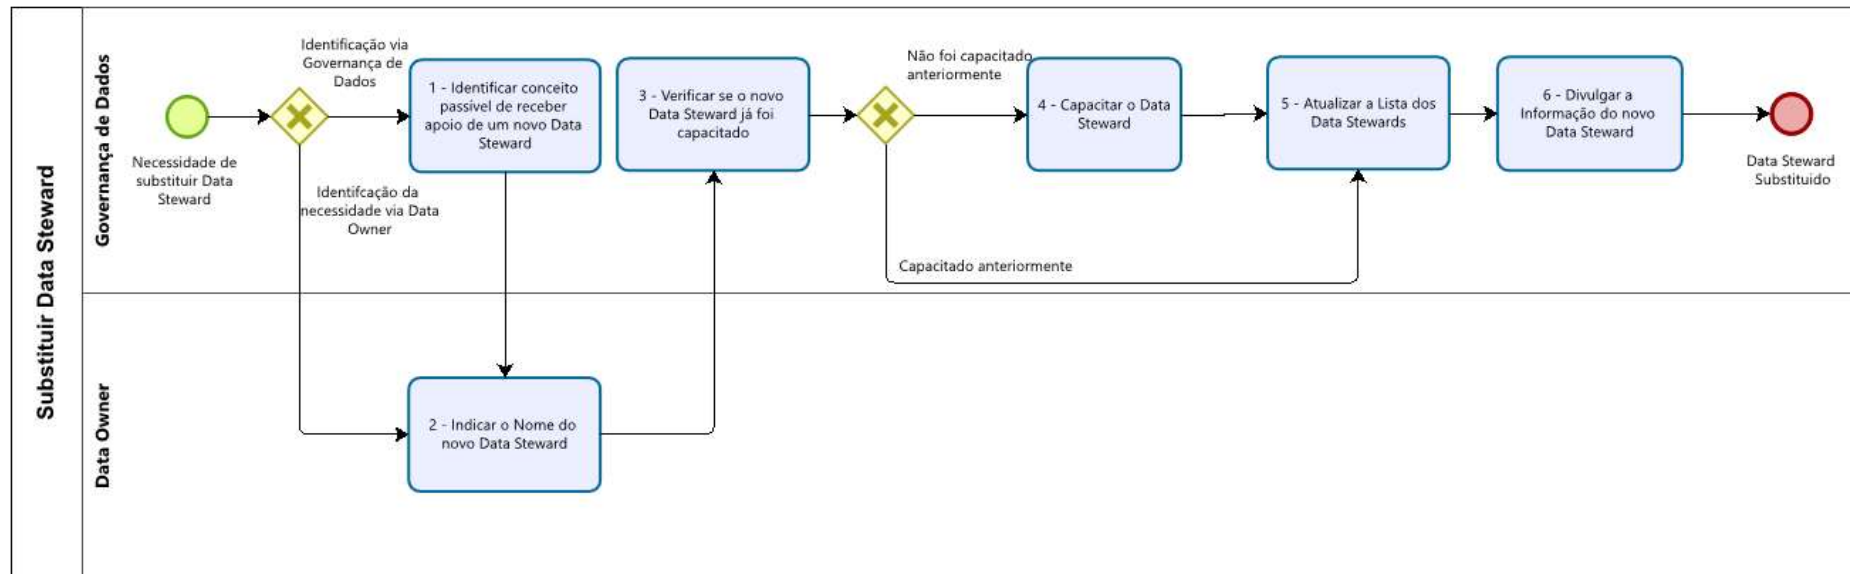 Substituir Data Steward
Governança de Dados
Data Owner
Necessidade de
substituir Data
Steward
Identificação via
Governança de
Dados
Identifcação da
necessidade via Data
Owner
1 - Identificar conceito
passível de receber
apoio de um novo Data
Steward
2 - Indicar o Nome do
novo Data Steward
3 - Verificar se o novo
Data Steward já foi
capacitado
Não foi capacitado
anteriormente
Capacitado anteriormente
4 - Capacitar o Data
Steward
5 - Atualizar a Lista dos
Data Stewards
6 - Divulgar a
Informação do novo
Data Steward
Data Steward
Substituido